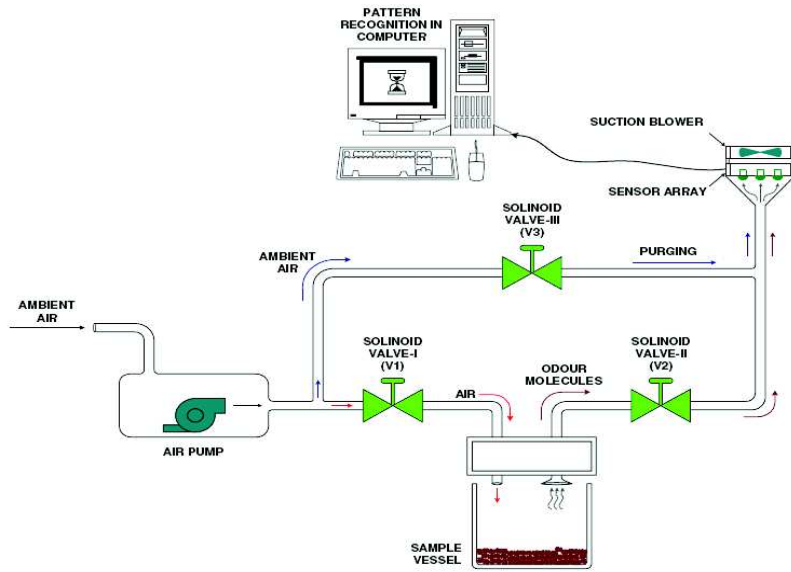 PATTERN
RECOGNITION IN
COMPUTER
SUCTION BLOWER
SENSOR ARRAY
SOLINOID
VALVE-III
(V3)
AMBIENT
AIR
PURGING
AMBIENT
AIR
SOLINOID
VALVE-I
(V1)
AIR
ODOUR
MOLECULES
SOLINOID
VALVE-II
(V2)
AIR PUMP
SAMPLE
VESSEL